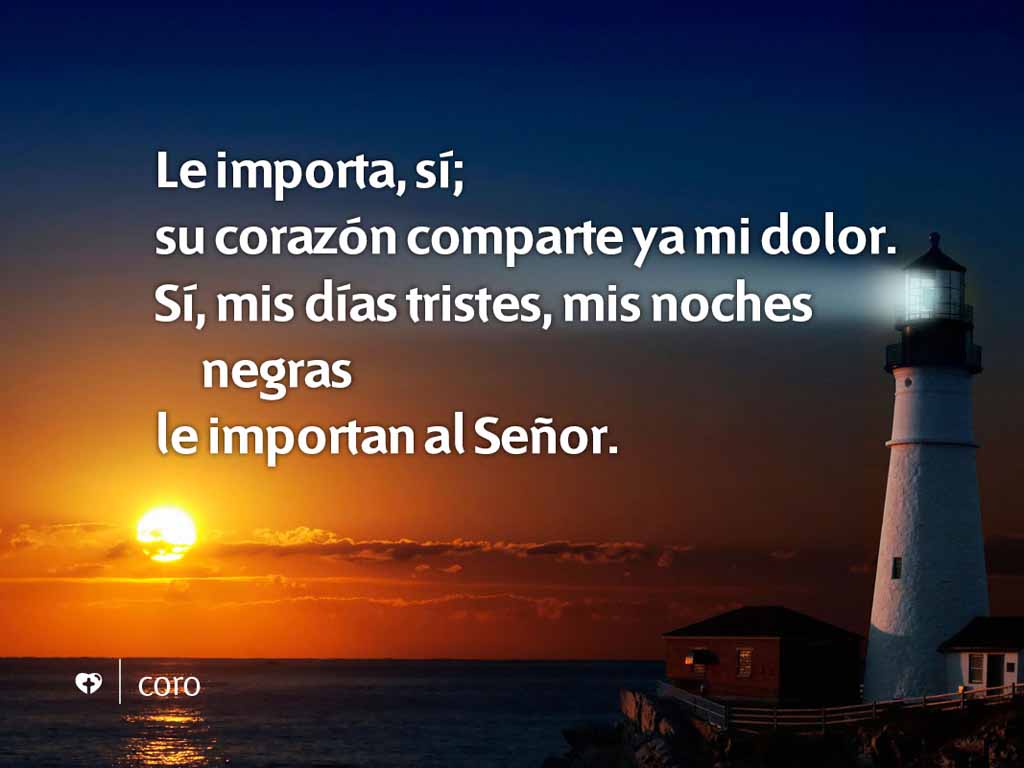 Le importa, sí;
su corazón comparte ya mi dolor.
Sí, mis días tristes, mis noches
negras
le importan al Señor.
coro